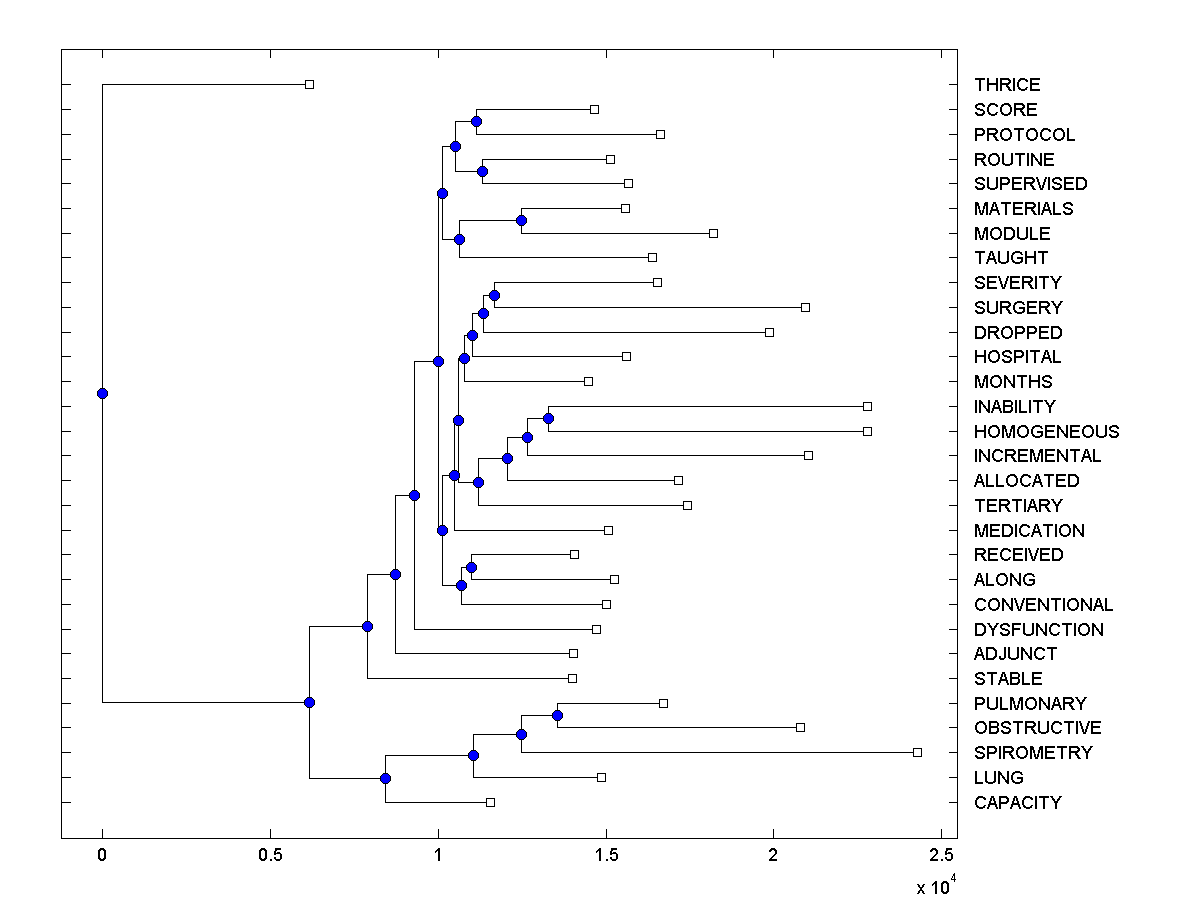 THRICE
SCORE
PROTOCOL
ROUTINE
SUPERVISED
MATERIALS
MODULE
TAUGHT
SEVERITY
SURGERY
DROPPED
HOSPITAL
MONTHS
INABILITY
HOMOGENEOUS
INCREMENTAL
ALLOCATED
TERTIARY
MEDICATION
RECEIVED
ALONG
CONVENTIONAL
DYSFUNCTION
ADJUNCT
STABLE
PULMONARY
OBSTRUCTIVE
SPIROMETRY
LUNG
CAPACITY
0 0.5 1 1.5 2 2.5
x 10^4